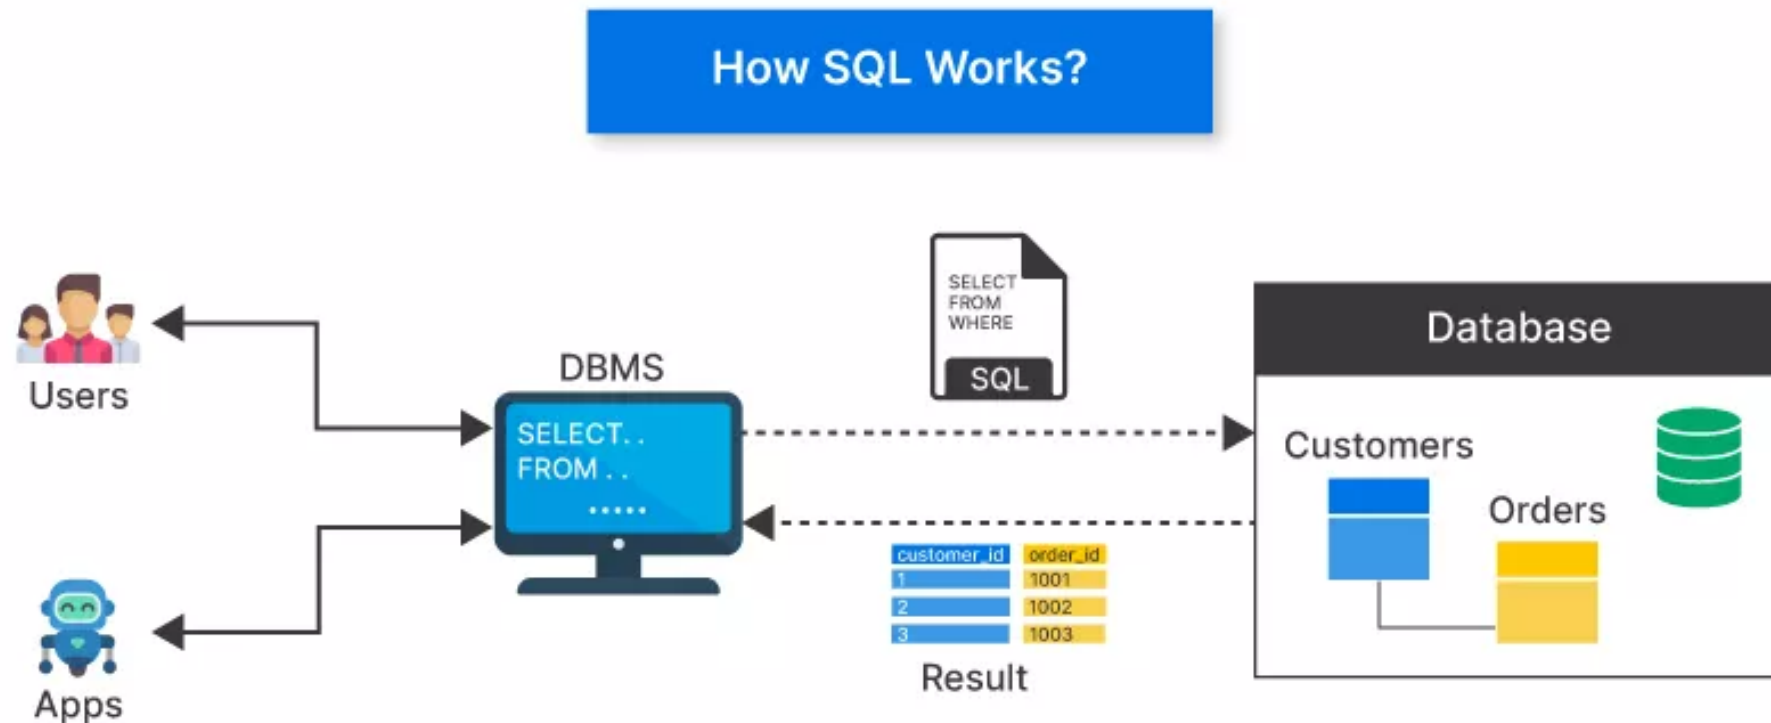 How SQL Works?
Users
Apps
DBMS
SELECT. .
FROM . .
.....
SELECT
FROM
WHERE
SQL
customer_id order_id
1 1001
2 1002
3 1003
Result
Database
Customers
Orders